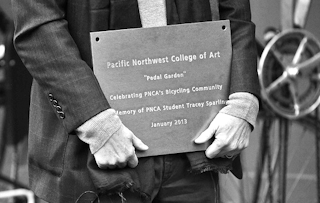 Pacific Northwest College of Art
"Pedal Garden"
Celebrating PNCA's Bicycling Community
Memory of PNCA Student Tracey Sparling
January 2013